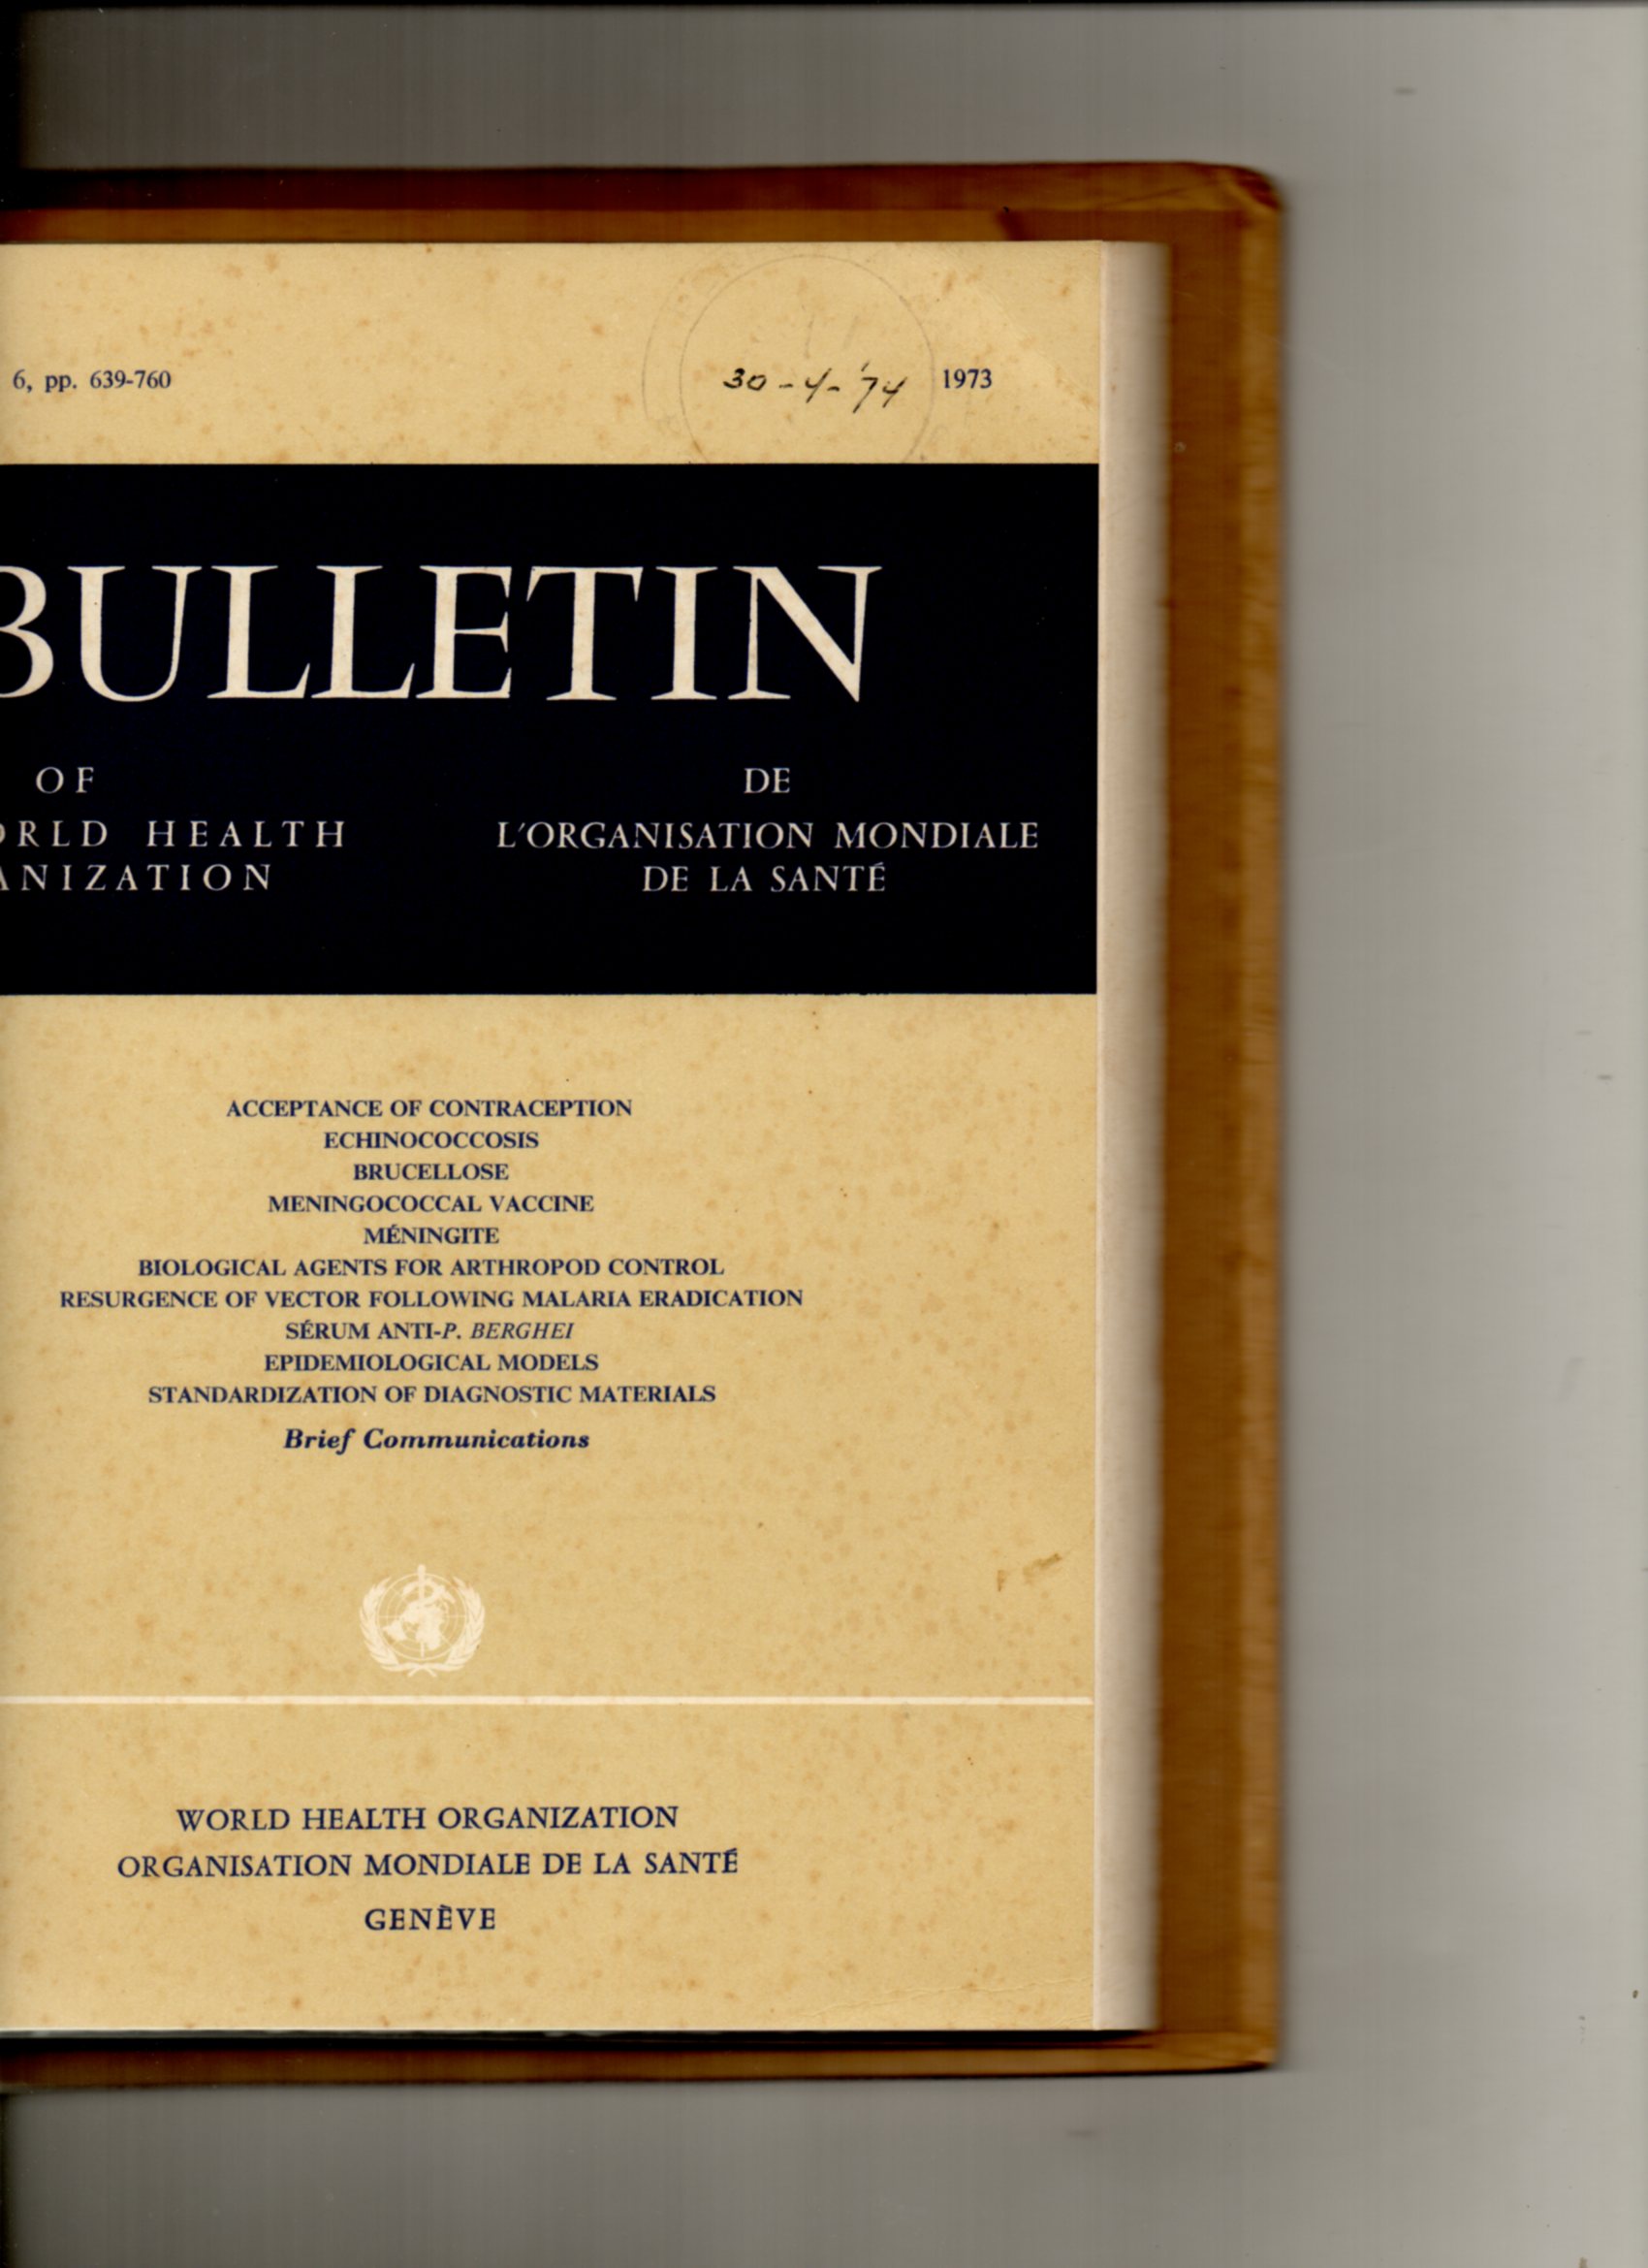 6, pp. 639-760 30-4-'74 1973
BULLETIN
OF DE
ORLD HEALTH L'ORGANISATION MONDIALE
ANIZATION DE LA SANTÉ
ACCEPTANCE OF CONTRACEPTION
ECHINOCOCCOSIS
BRUCELLOSE
MENINGOCOCCAL VACCINE
MÉNINGITE
BIOLOGICAL AGENTS FOR ARTHROPOD CONTROL
RESURGENCE OF VECTOR FOLLOWING MALARIA ERADICATION
SÉRUM ANTI-P. BERGHEI
EPIDEMIOLOGICAL MODELS
STANDARDIZATION OF DIAGNOSTIC MATERIALS
Brief Communications
WORLD HEALTH ORGANIZATION
ORGANISATION MONDIALE DE LA SANTÉ
GENÈVE